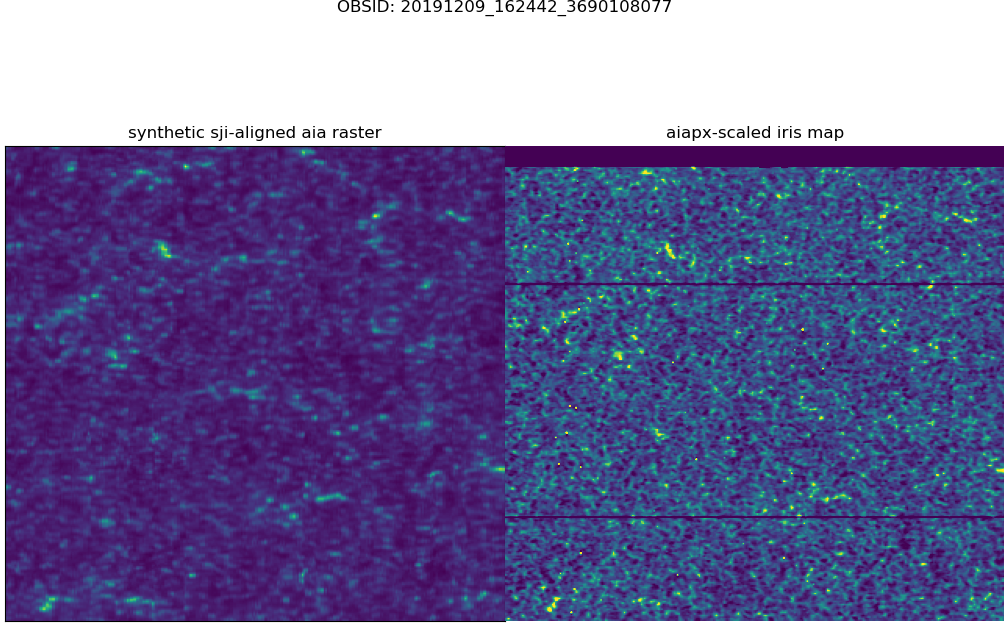 OBSID: 20191209_162442_3690108077
synthetic sji-aligned aia raster
aiapx-scaled iris map